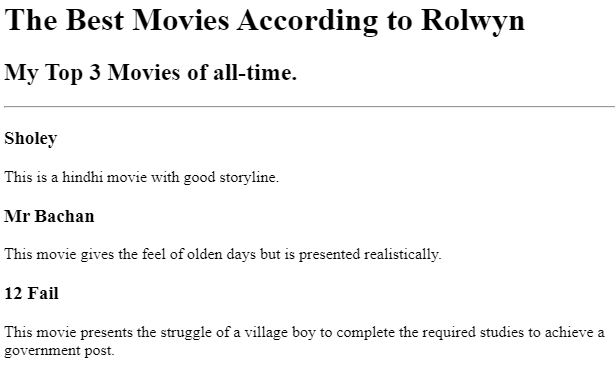 The Best Movies According to Rolwyn
My Top 3 Movies of all-time.
Sholey
This is a hindhi movie with good storyline.
Mr Bachan
This movie gives the feel of olden days but is presented realistically.
12 Fail
This movie presents the struggle of a village boy to complete the required studies to achieve a
government post.